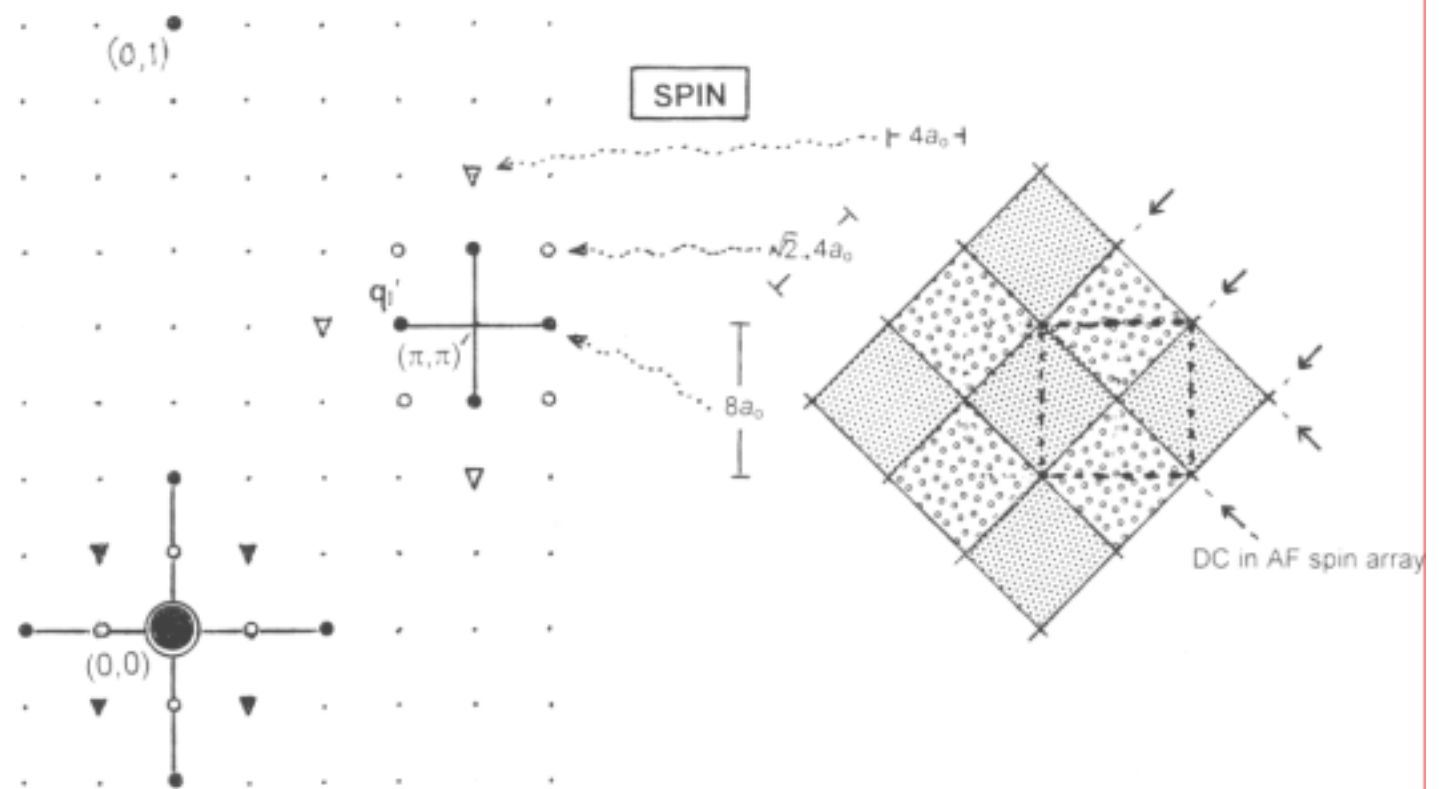 (0,1)
SPIN
4a₀
√2.4a₀
q₁'
(π,π)'
8a₀
DC in AF spin array
(0,0)